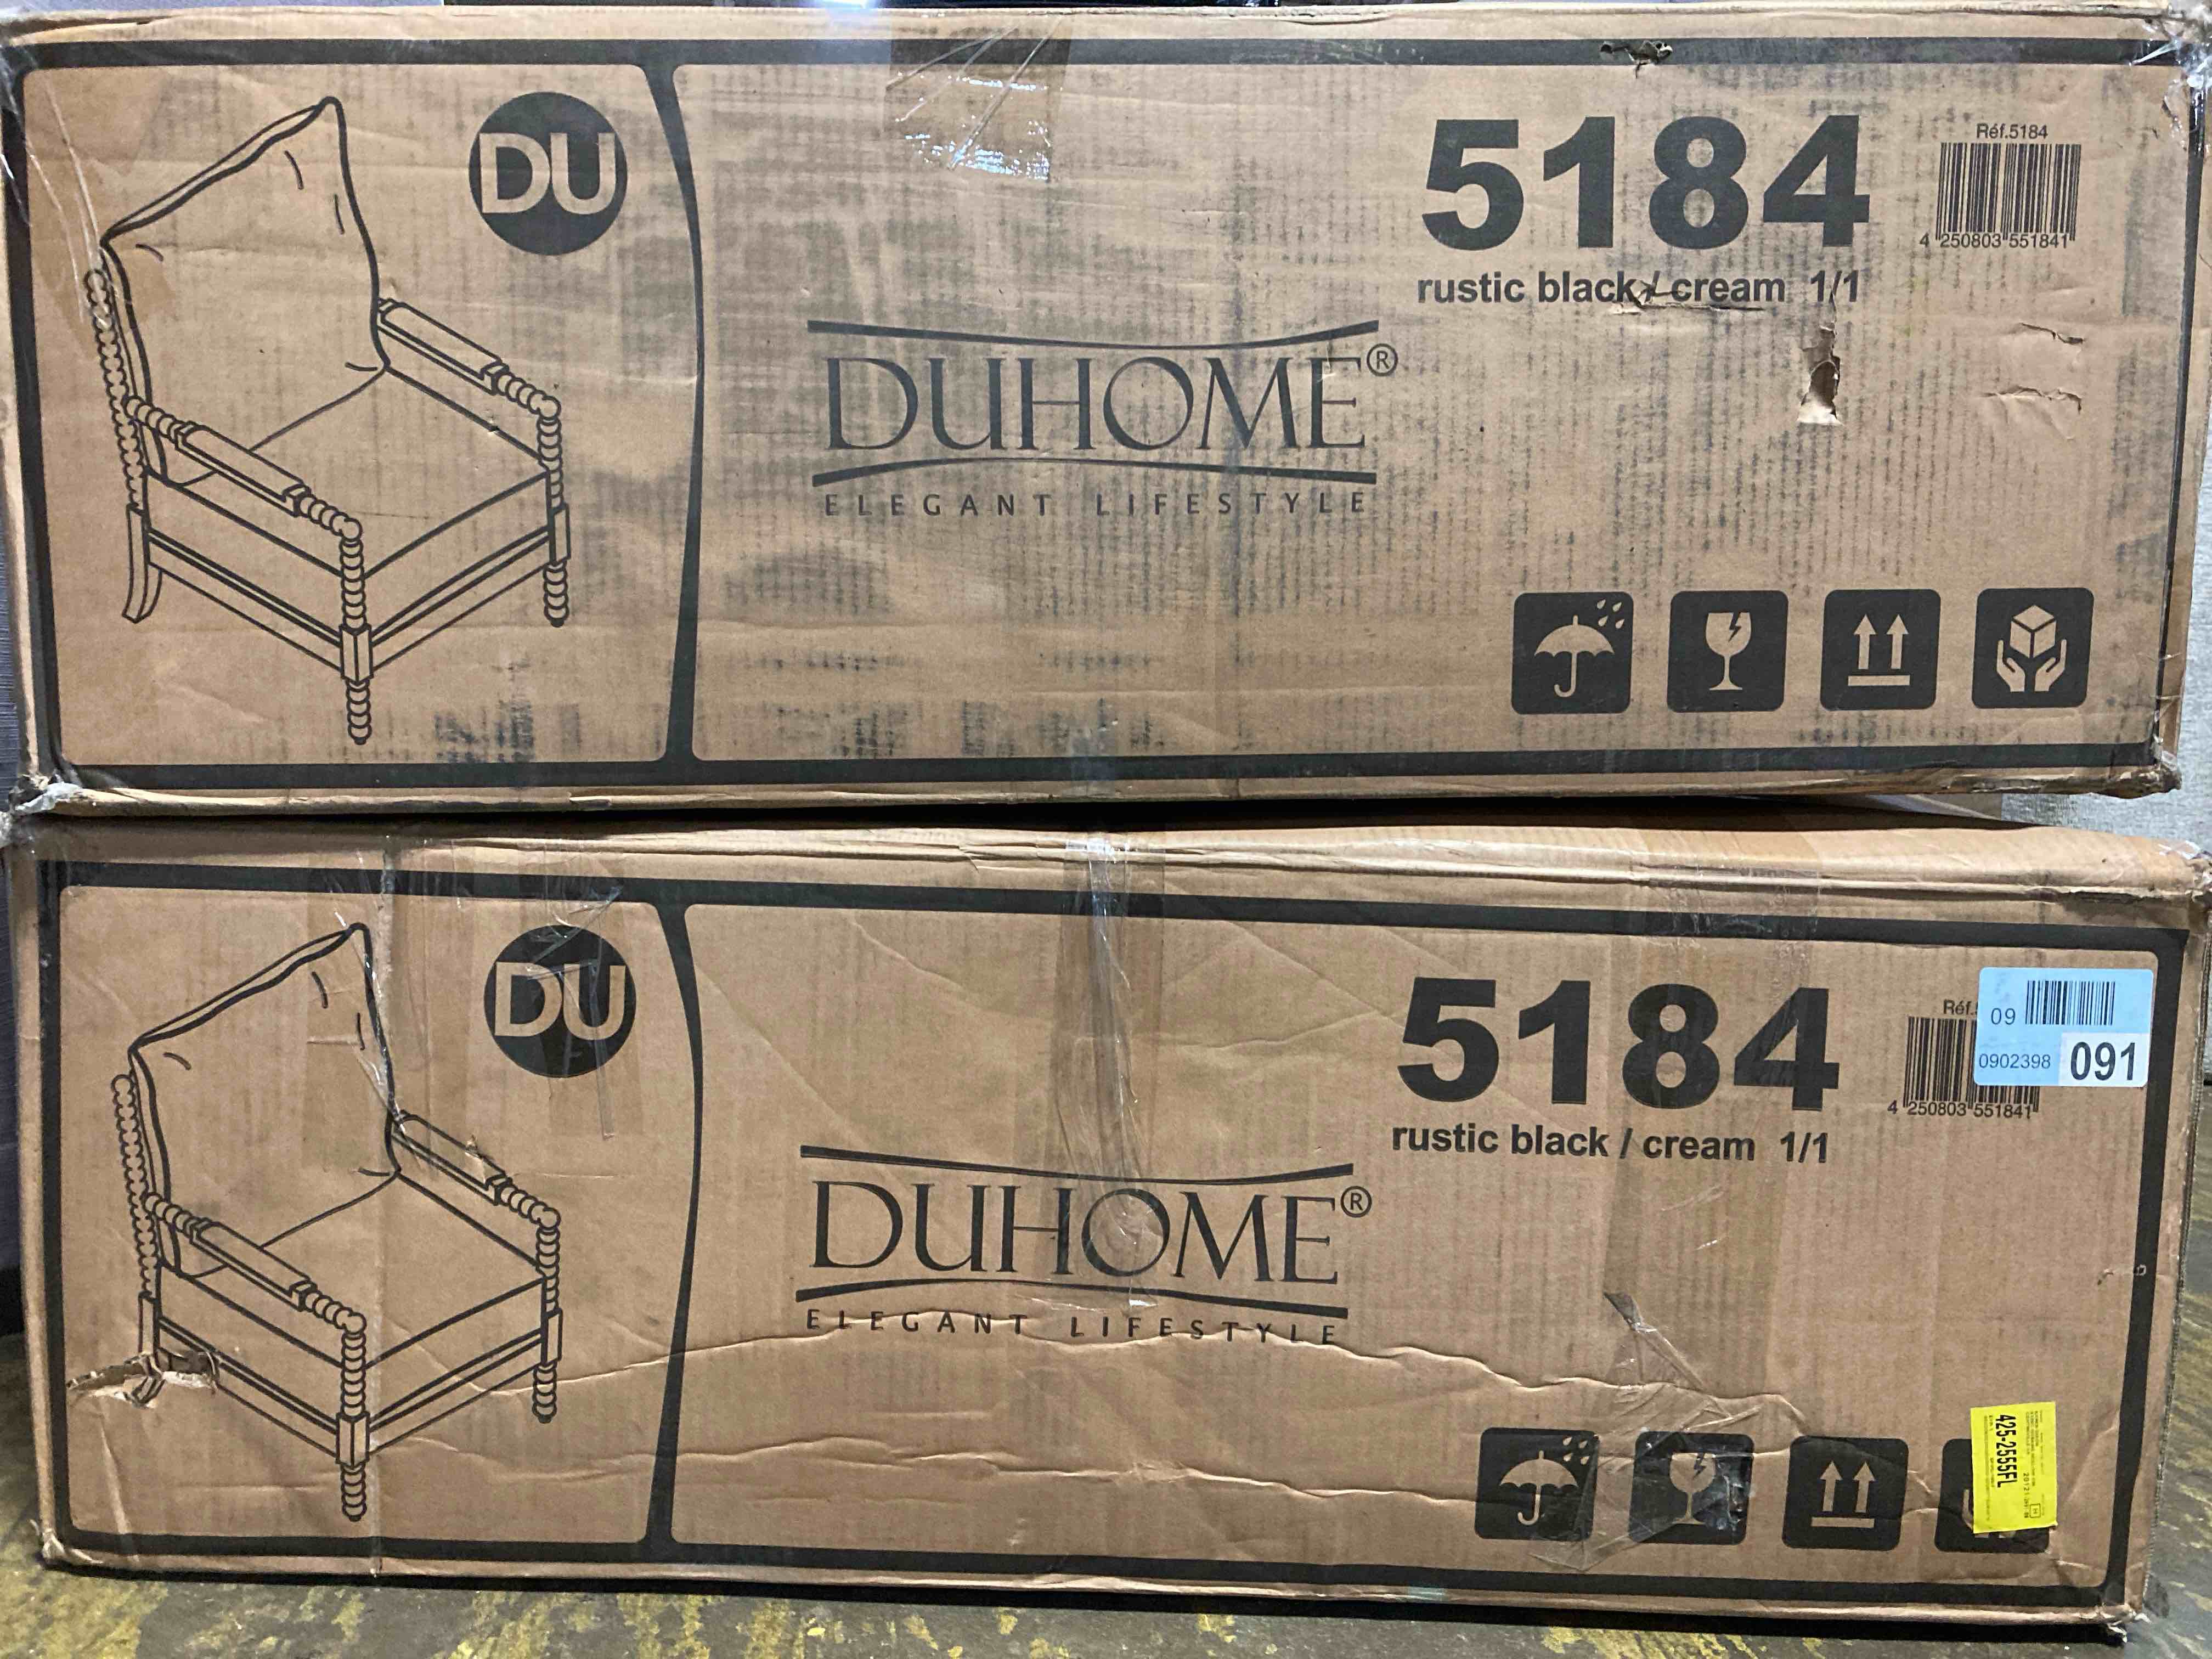 DU
5184
Réf.5184
4 250803 551841
rustic black / cream 1/1
DUHOME®
ELEGANT LIFESTYLE
DU
5184
Réf.
09
0902398 091
4 250803 551841
rustic black / cream 1/1
DUHOME®
ELEGANT LIFESTYLE
425-2555FL